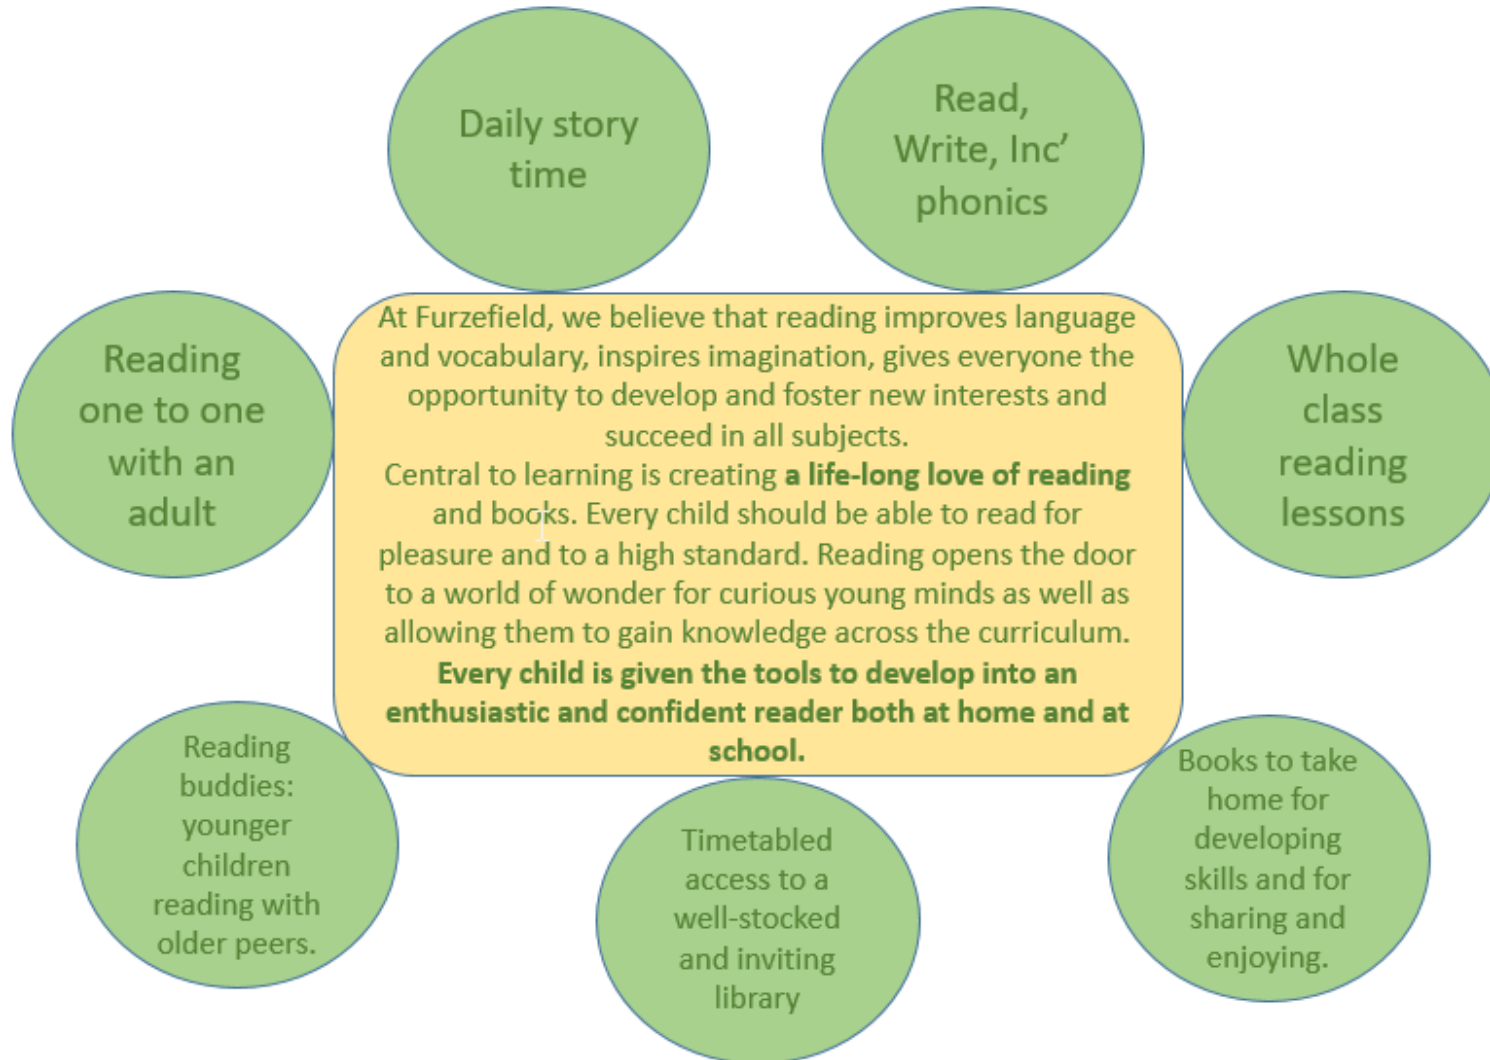 Daily story
time
Read,
Write, Inc’
phonics
Reading
one to one
with an
adult
At Furzefield, we believe that reading improves language
and vocabulary, inspires imagination, gives everyone the
opportunity to develop and foster new interests and
succeed in all subjects.
Central to learning is creating a life-long love of reading
and books. Every child should be able to read for
pleasure and to a high standard. Reading opens the door
to a world of wonder for curious young minds as well as
allowing them to gain knowledge across the curriculum.
Every child is given the tools to develop into an
enthusiastic and confident reader both at home and at
school.
Whole
class
reading
lessons
Reading
buddies:
younger
children
reading with
older peers.
Timetabled
access to a
well-stocked
and inviting
library
Books to take
home for
developing
skills and for
sharing and
enjoying.